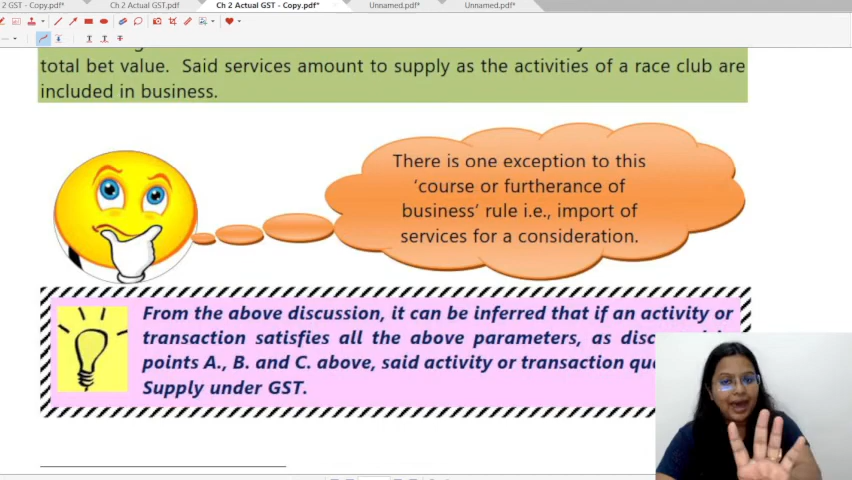 2 GST - Copy.pdf*
Ch 2 Actual GST.pdf
Ch 2 Actual GST - Copy.pdf*
Unnamed.pdf*
Unnamed.pdf*
total bet value. Said services amount to supply as the activities of a race club are
included in business.
There is one exception to this
‘course or furtherance of
business’ rule i.e., import of
services for a consideration.
From the above discussion, it can be inferred that if an activity or
transaction satisfies all the above parameters, as
points A., B. and C. above, said activity or transaction
Supply under GST.